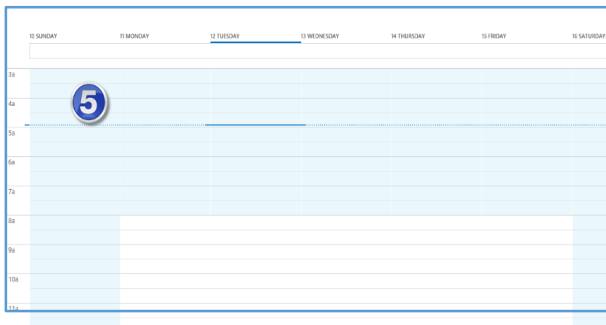 10 SUNDAY 11 MONDAY 12 TUESDAY 13 WEDNESDAY 14 THURSDAY 15 FRIDAY 16 SATURDAY
3a
5
4a
5a
6a
7a
8a
9a
10a
11a